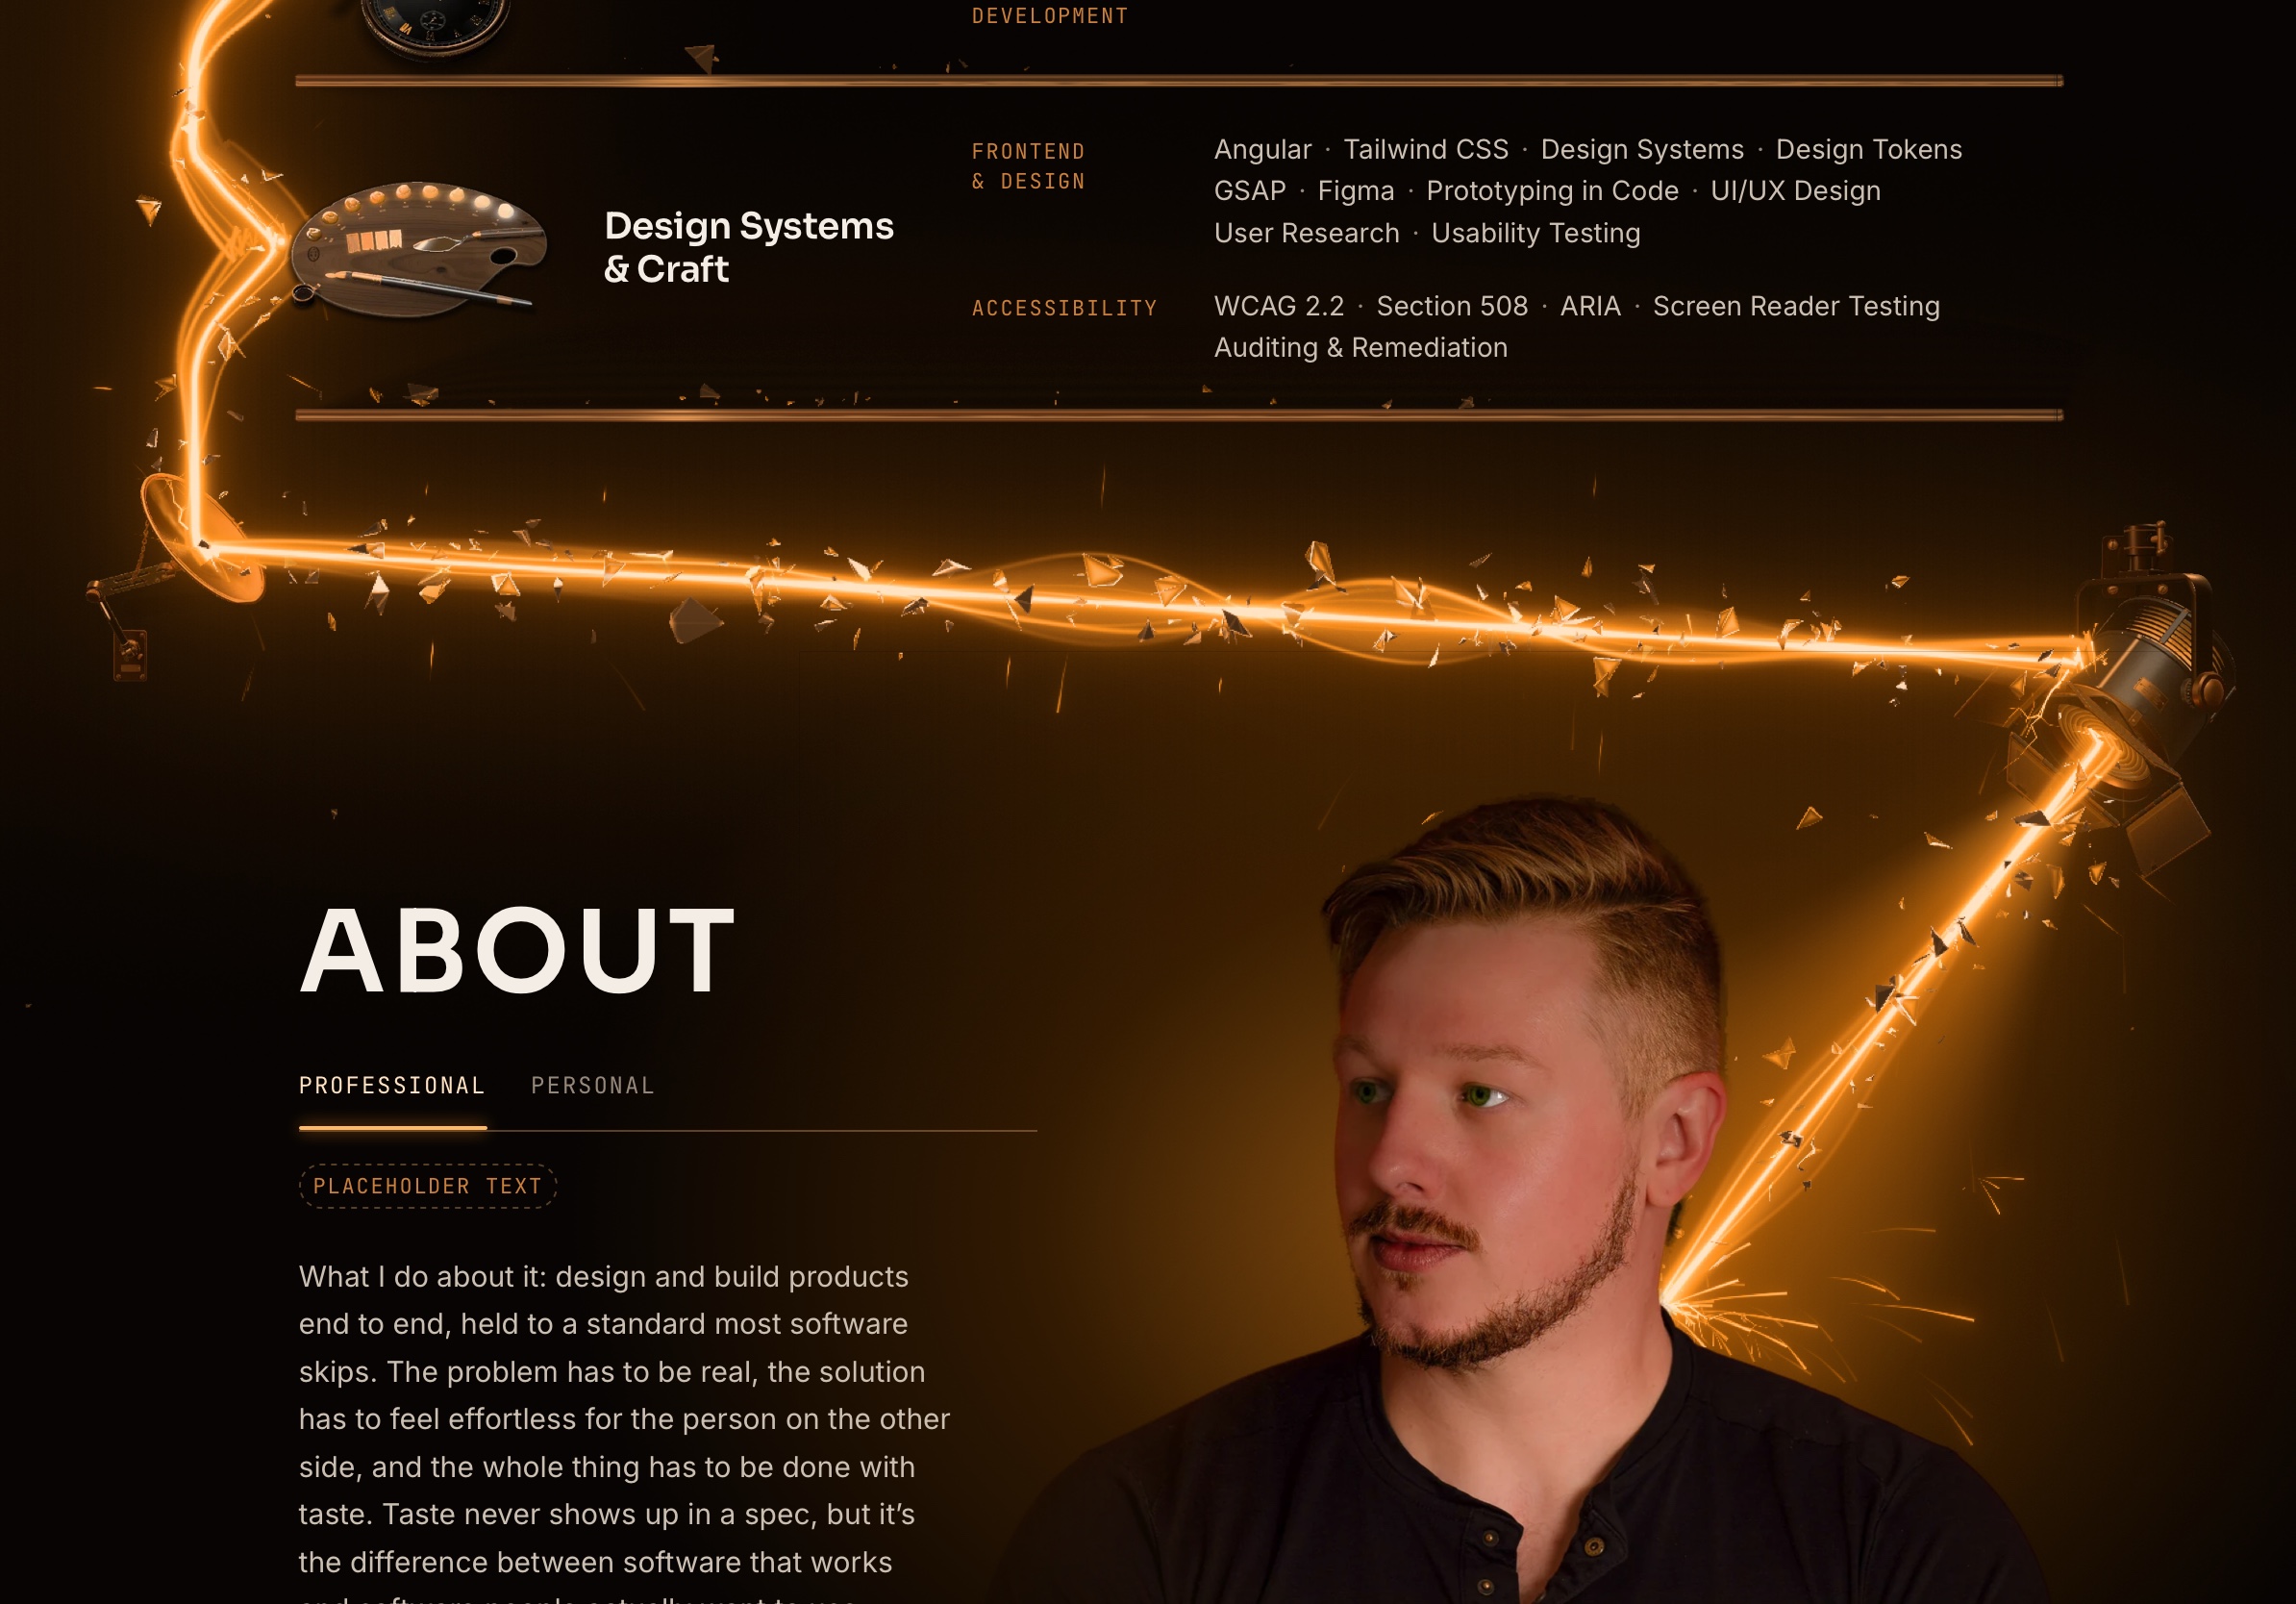 DEVELOPMENT
Design Systems
& Craft
FRONTEND
& DESIGN
Angular · Tailwind CSS · Design Systems · Design Tokens
GSAP · Figma · Prototyping in Code · UI/UX Design
User Research · Usability Testing
ACCESSIBILITY
WCAG 2.2 · Section 508 · ARIA · Screen Reader Testing
Auditing & Remediation
ABOUT
PROFESSIONAL PERSONAL
PLACEHOLDER TEXT
What I do about it: design and build products
end to end, held to a standard most software
skips. The problem has to be real, the solution
has to feel effortless for the person on the other
side, and the whole thing has to be done with
taste. Taste never shows up in a spec, but it’s
the difference between software that works